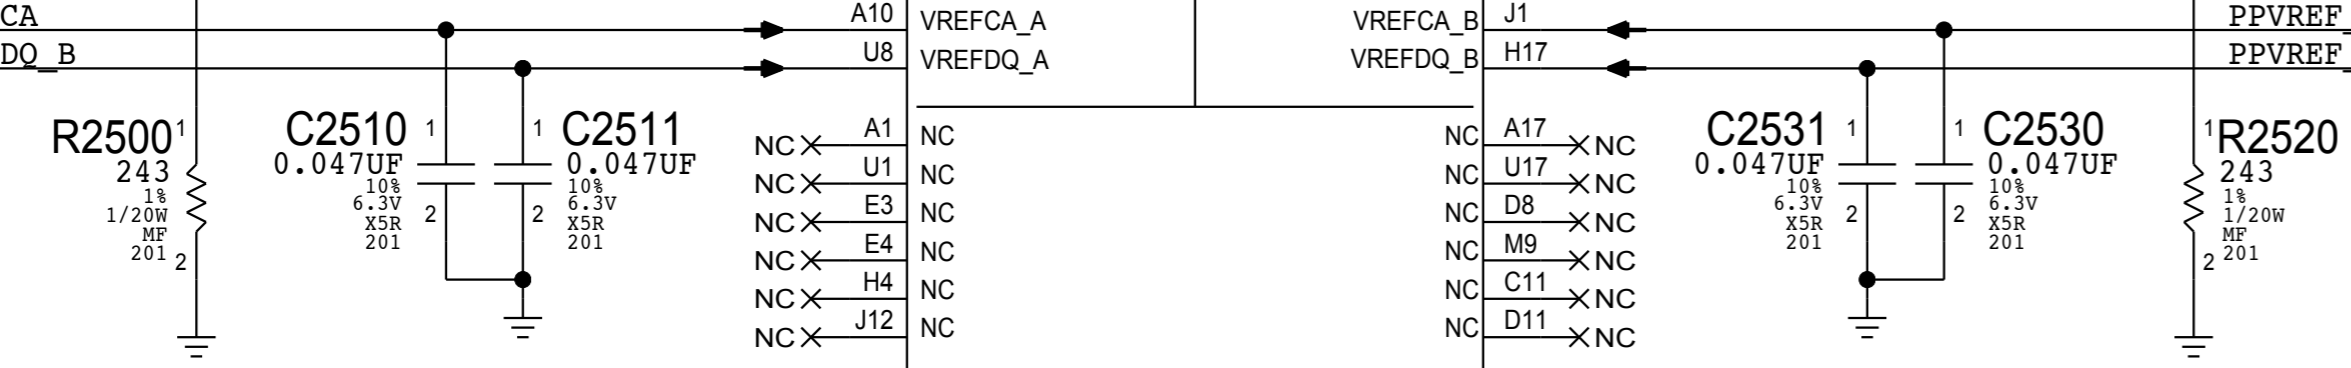 CA
A10
VREFCA_A
VREFCA_B
J1
PPVREF_
DQ_B
U8
VREFDQ_A
VREFDQ_B
H17
PPVREF_
R2500
1
243
1%
1/20W
MF
201
2
C2510
1
0.047UF
10%
6.3V
X5R
201
2
1
C2511
0.047UF
10%
6.3V
X5R
201
2
NC A1 NC
NC U1 NC
NC E3 NC
NC E4 NC
NC H4 NC
NC J12 NC
NC A17 NC
NC U17 NC
NC D8 NC
NC M9 NC
NC C11 NC
NC D11 NC
C2531
1
0.047UF
10%
6.3V
X5R
201
2
1
C2530
0.047UF
10%
6.3V
X5R
201
2
1
R2520
243
1%
1/20W
MF
201
2